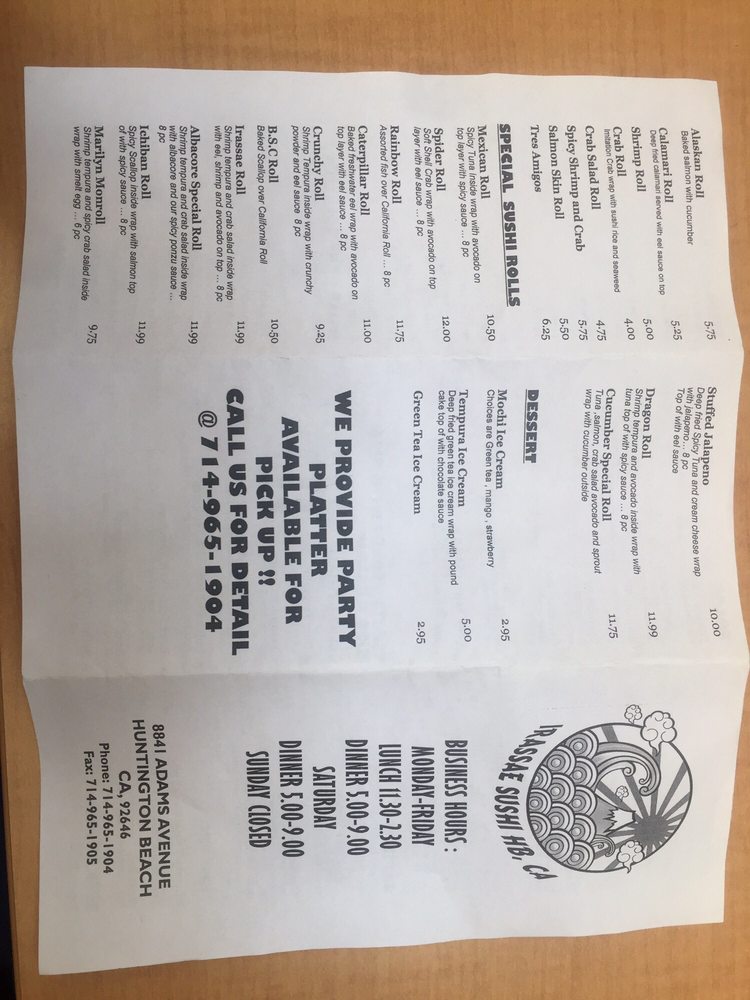 Alaskan Roll 5.75
Baked salmon with cucumber
Calamari Roll 5.25
Deep fried calamari served with eel sauce on top
Shrimp Roll 5.00
Crab Roll 4.00
Imitation Crab wrap with sushi rice and seaweed
Crab Salad Roll 4.75
Spicy Shrimp and Crab 5.75
Salmon Skin Roll 5.50
Tres Amigos 6.25
SPECIAL SUSHI ROLLS
Mexican Roll 10.50
Spicy Tuna inside wrap with avocado on
top layer with spicy sauce ... 8 pc
Spider Roll 12.00
Soft Shell Crab wrap with avocado on top
layer with eel sauce ... 8 pc
Rainbow Roll 11.75
Assorted fish over California Roll ... 8 pc
Caterpillar Roll 11.00
Baked freshwater eel wrap with avocado on
top layer with eel sauce ... 8 pc
Crunchy Roll 9.25
Shrimp Tempura inside wrap with crunchy
powder and eel sauce 8 pc
B.S.C Roll 10.50
Baked Scallop over California Roll
Irassae Roll 11.99
Shrimp tempura and crab salad inside wrap
with eel, shrimp and avocado on top ... 8 pc
Albacore Special Roll 11.99
Shrimp tempura and crab salad inside wrap
with albacore and our spicy ponzu sauce ...
8 pc
Ichiban Roll 11.99
Spicy Scallop inside wrap with salmon top
of with spicy sauce ... 8 pc
Marilyn Monroll 9.75
Shrimp tempura and spicy crab salad inside
wrap with smelt egg ... 6 pc
Stuffed Jalapeno 10.00
Deep fried Spicy Tuna and cream cheese wrap
with jalapeno... 8 pc
Top of with eel sauce
Dragon Roll 11.99
Shrimp tempura and avocado inside wrap with
tuna top of with spicy sauce ... 8 pc
Cucumber Special Roll 11.75
Tuna ,salmon, crab salad avocado and sprout
wrap with cucumber outside
DESSERT
Mochi Ice Cream 2.95
Choices are Green tea , mango , strawberry
Tempura Ice Cream 5.00
Deep fried green tea ice cream wrap with pound
cake top of with chocolate sauce
Green Tea Ice Cream 2.95
WE PROVIDE PARTY
PLATTER
AVAILABLE FOR
PICK UP !!
CALL US FOR DETAIL
@ 714-965-1904
IRASSAE SUSHI HB, CA
BUSINESS HOURS :
MONDAY-FRIDAY
LUNCH 11.30-2.30
DINNER 5.00-9.00
SATURDAY
DINNER 5.00-9.00
SUNDAY CLOSED
8841 ADAMS AVENUE
HUNTINGTON BEACH
CA, 92646
Phone: 714-965-1904
Fax: 714-965-1905